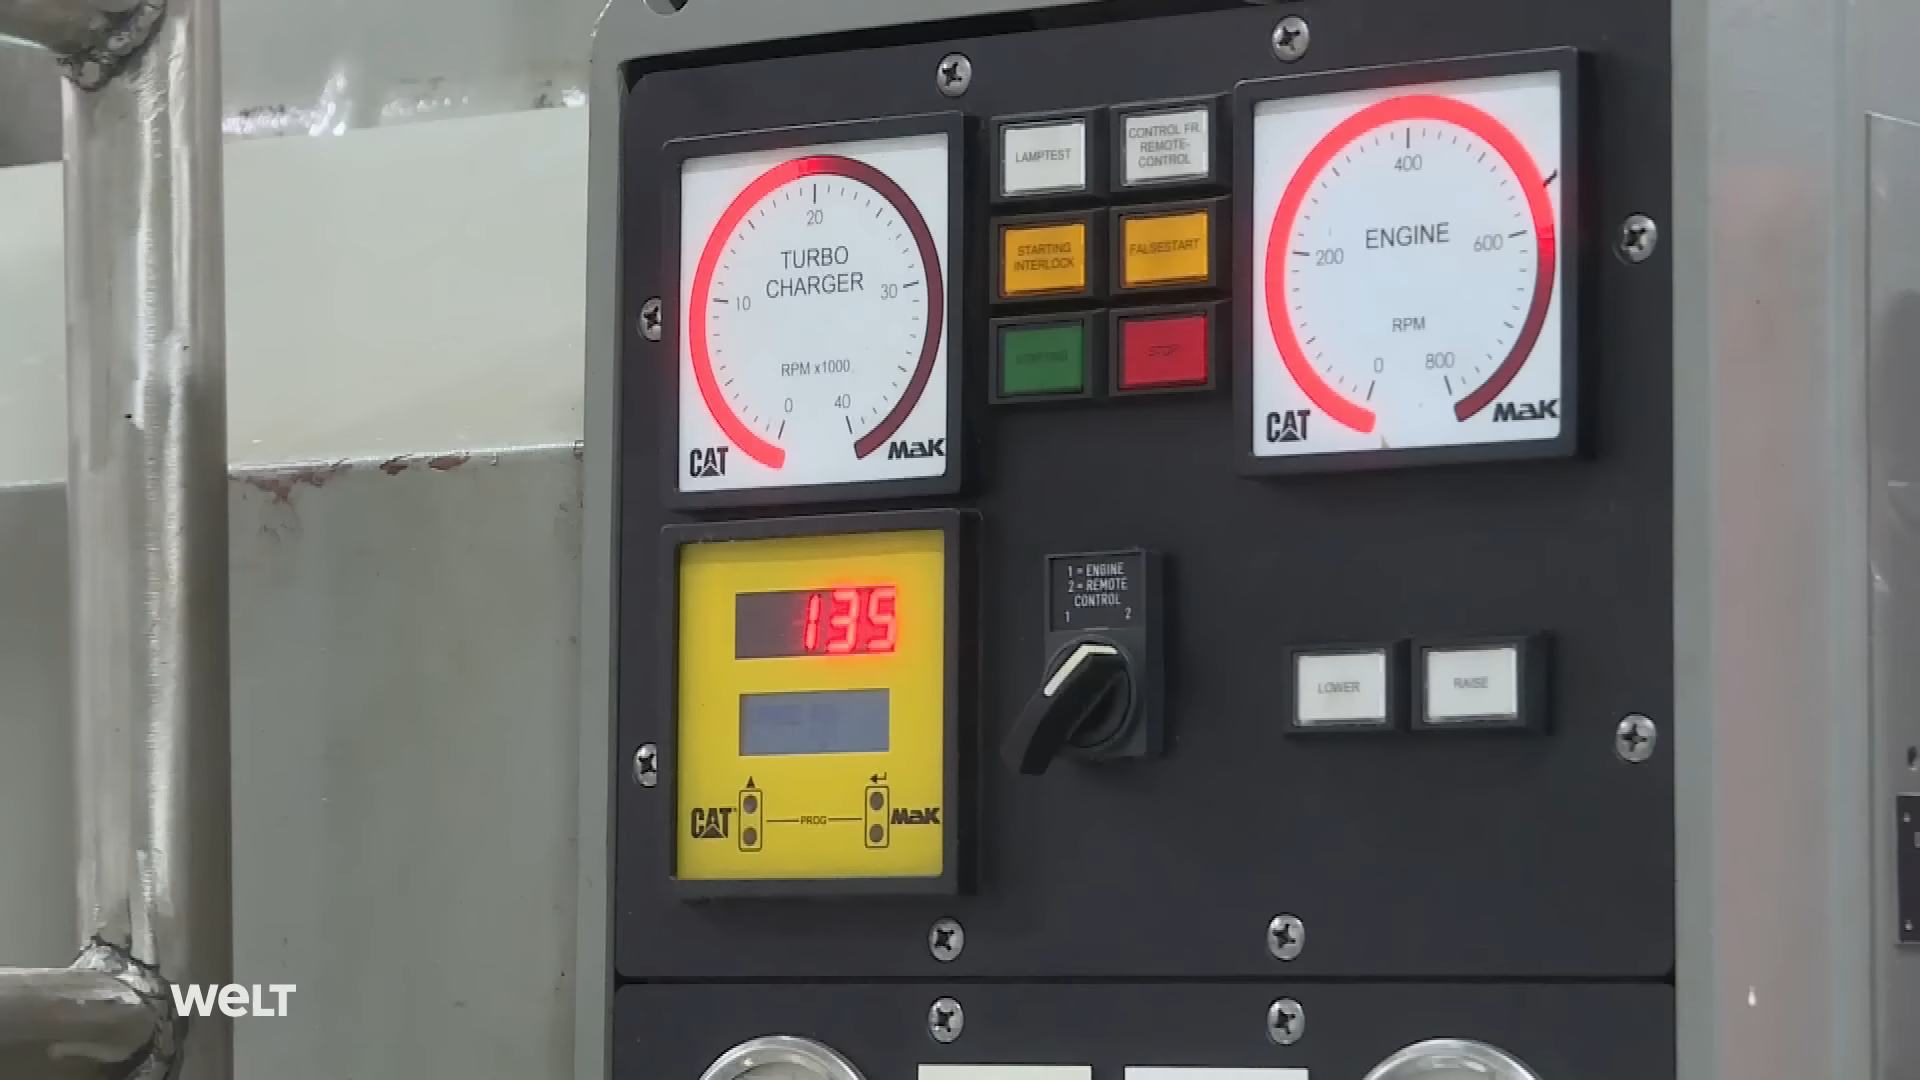 LAMPTEST
CONTROL FR.
REMOTE-
CONTROL
20
TURBO
CHARGER
10
30
RPM x1000
0
40
CAT
MaK
STARTING
INTERLOCK
FALSESTART
STARTING
STOP
400
ENGINE
200
600
RPM
0
800
CAT
MaK
135
CAT
PROG
MaK
1 = ENGINE
2 = REMOTE
CONTROL
1 2
LOWER
RAISE
WELT